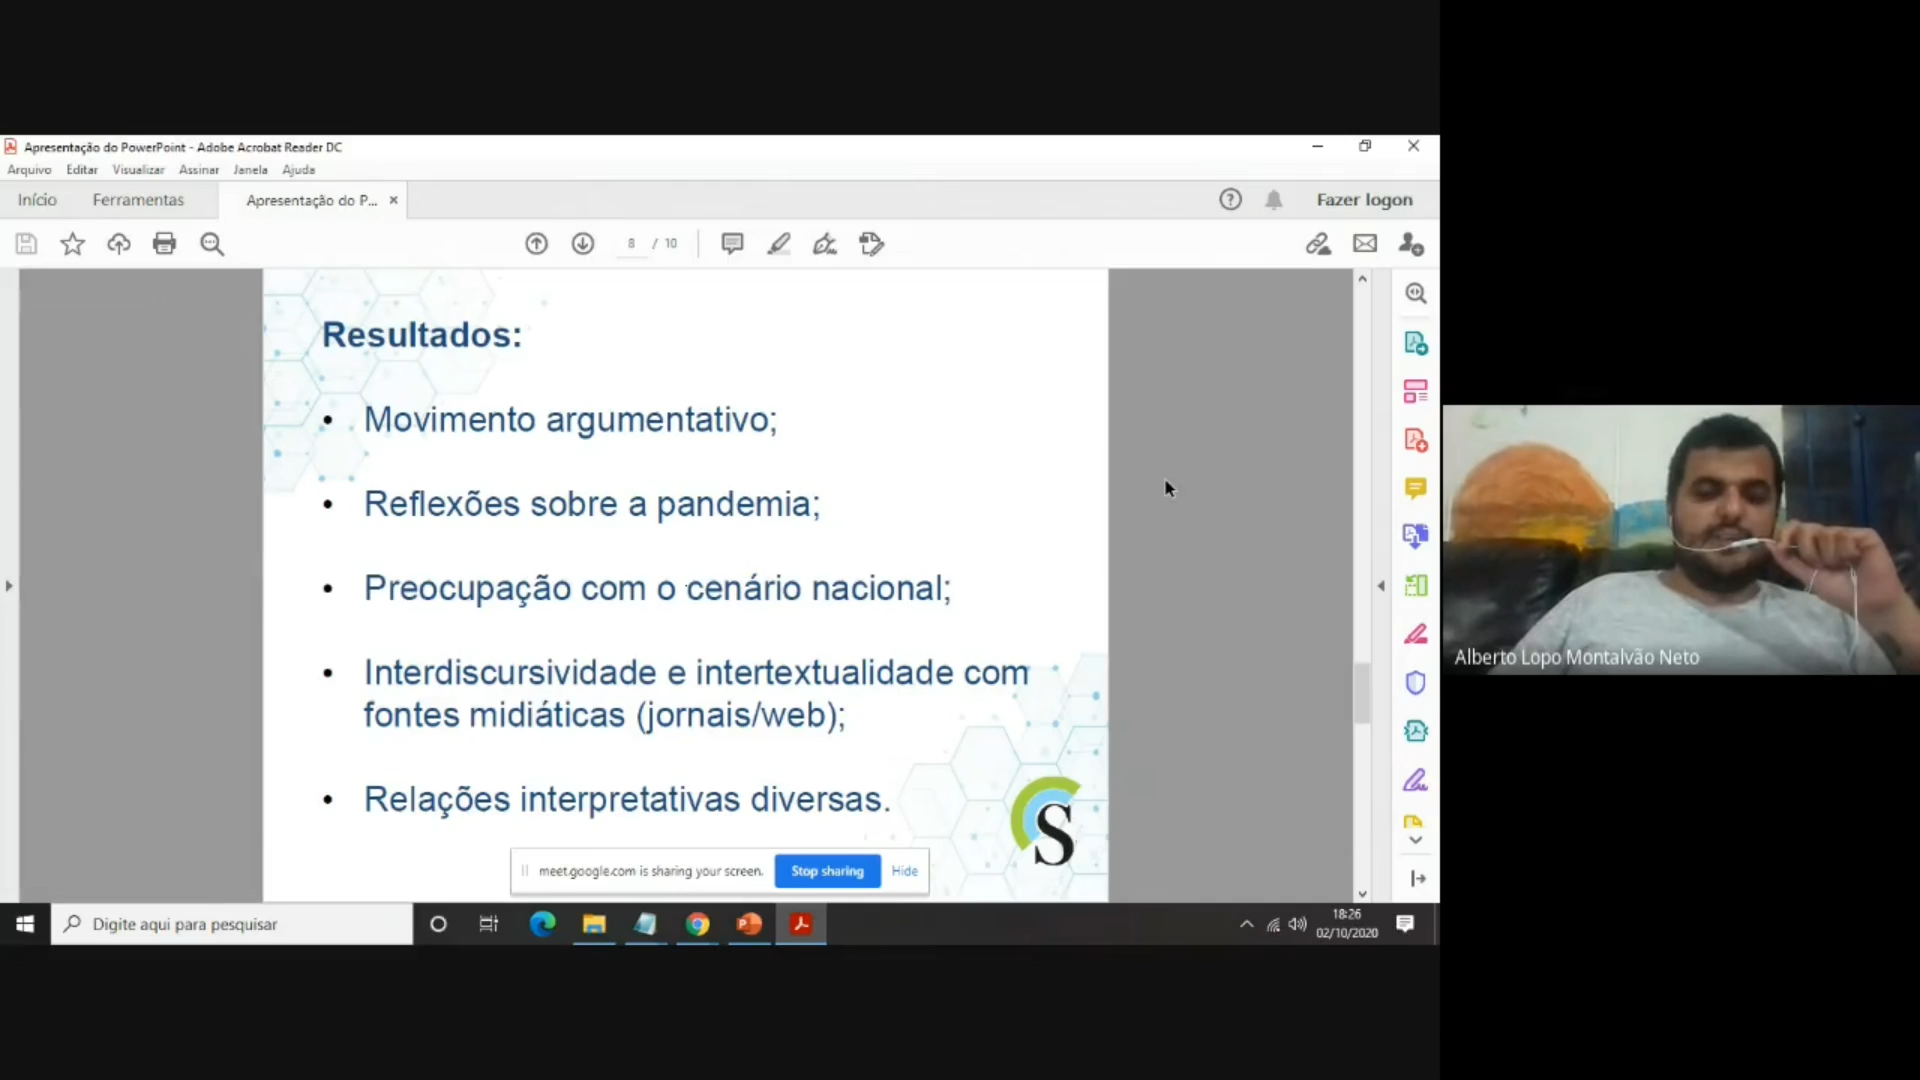 Apresentação do PowerPoint - Adobe Acrobat Reader DC
Arquivo Editar Visualizar Assinar Janela Ajuda
Início Ferramentas Apresentação do P... × Fazer logon
8 / 10
Resultados:
• Movimento argumentativo;
• Reflexões sobre a pandemia;
• Preocupação com o cenário nacional;
• Interdiscursividade e intertextualidade com
fontes midiáticas (jornais/web);
• Relações interpretativas diversas.
S
meet.google.com is sharing your screen. Stop sharing Hide
Digite aqui para pesquisar
18:26
02/10/2020
Alberto Lopo Montalvão Neto